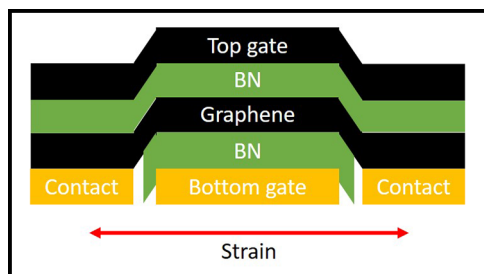 Top gate
BN
Graphene
BN
Contact Bottom gate Contact
Strain